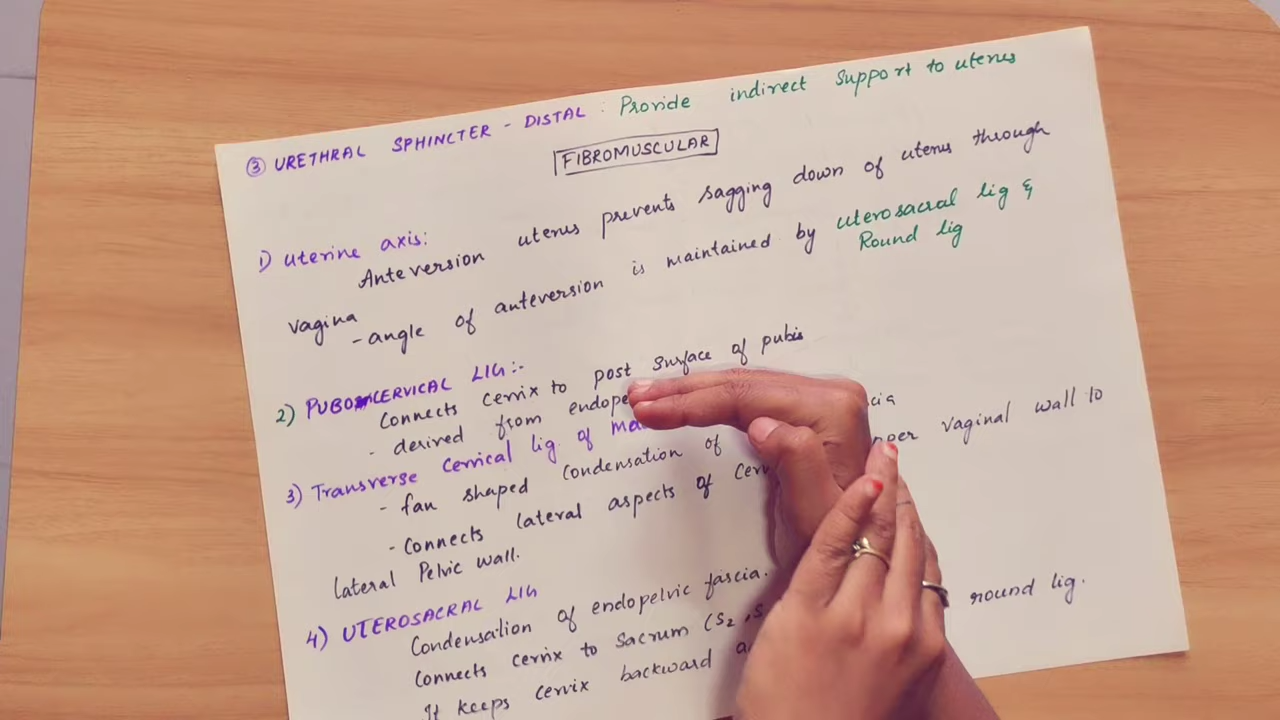 ③ URETHRAL SPHINCTER - DISTAL : Provide indirect support to uterus
FIBROMUSCULAR
1) uterine axis:
Anteversion uterus prevents sagging down of uterus through
vagina
- angle of anteversion is maintained by uterosacral lig &
Round lig
2) PUBOCERVICAL LIG:-
Connects cervix to post surface of pubis
- derived from endope
3) Transverse Cervical lig of
- fan shaped Condensation of
- Connects lateral aspects of vaginal wall to
lateral Pelvic wall.
4) UTEROSACRAL LIG
Condensation of endopelvic fascia.
Connects cervix to sacrum (S2, round lig.
It keeps cervix backward